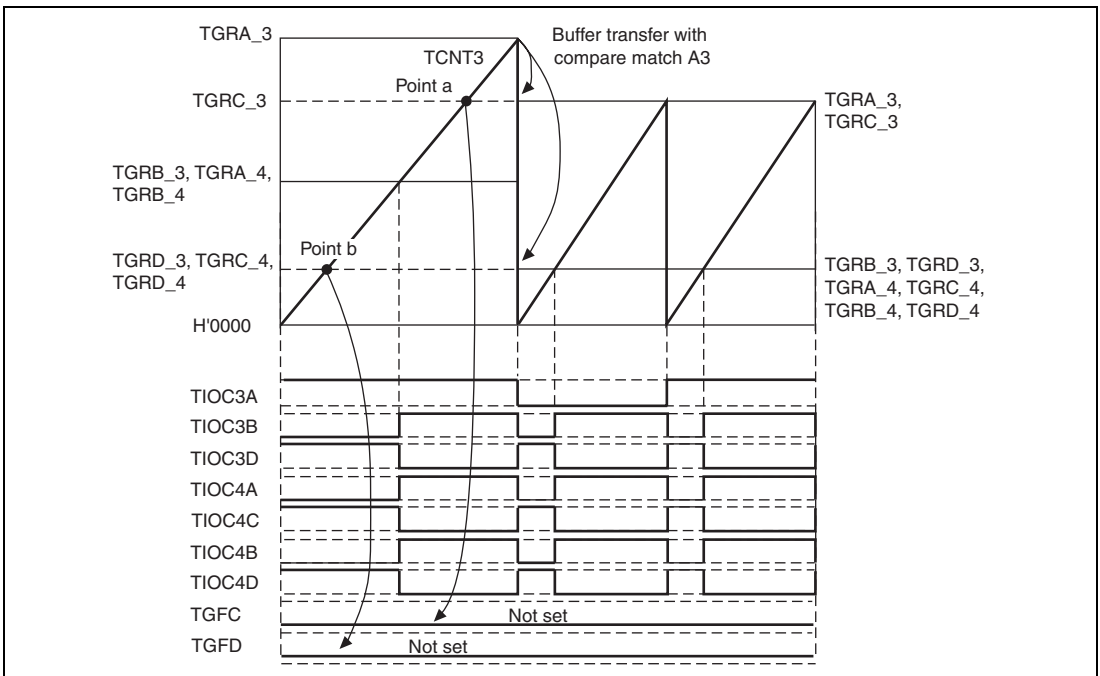 TGRA_3
TCNT3
Buffer transfer with
compare match A3
Point a
TGRC_3
TGRA_3,
TGRC_3
TGRB_3, TGRA_4,
TGRB_4
Point b
TGRD_3, TGRC_4,
TGRD_4
TGRB_3, TGRD_3,
TGRA_4, TGRC_4,
TGRB_4, TGRD_4
H'0000
TIOC3A
TIOC3B
TIOC3D
TIOC4A
TIOC4C
TIOC4B
TIOC4D
TGFC
Not set
TGFD
Not set